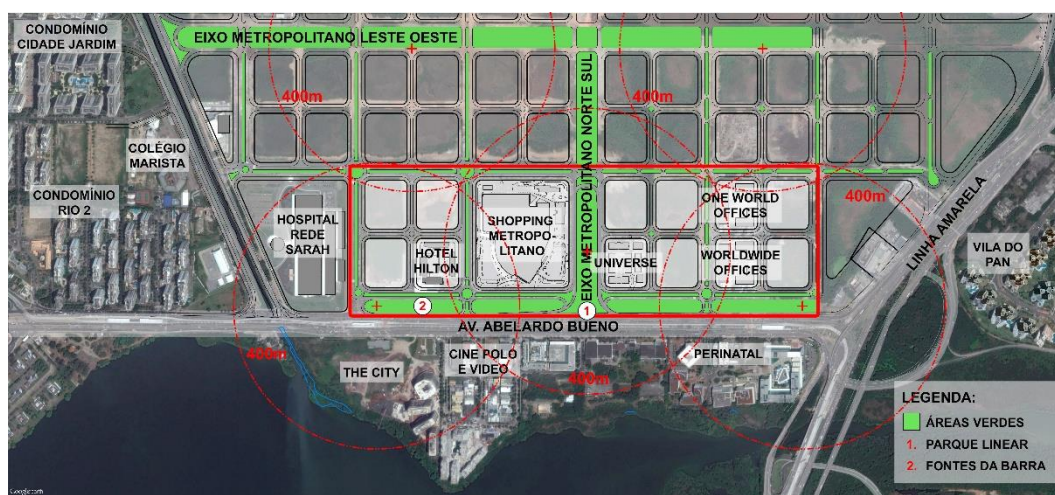 CONDOMÍNIO
CIDADE JARDIM
EIXO METROPOLITANO LESTE OESTE
400m
400m
EIXO METROPOLITANO NORTE SUL
COLÉGIO
MARISTA
CONDOMÍNIO
RIO 2
HOSPITAL
REDE
SARAH
SHOPPING
METROPO-
LITANO
HOTEL
HILTON
UNIVERSE
ONE WORLD
OFFICES
WORLDWIDE
OFFICES
400m
LINHA AMARELA
VILA DO
PAN
2
1
AV. ABELARDO BUENO
400m
THE CITY
CINE POLO
E VIDEO
400m
PERINATAL
LEGENDA:
ÁREAS VERDES
1. PARQUE LINEAR
2. FONTES DA BARRA
Google earth